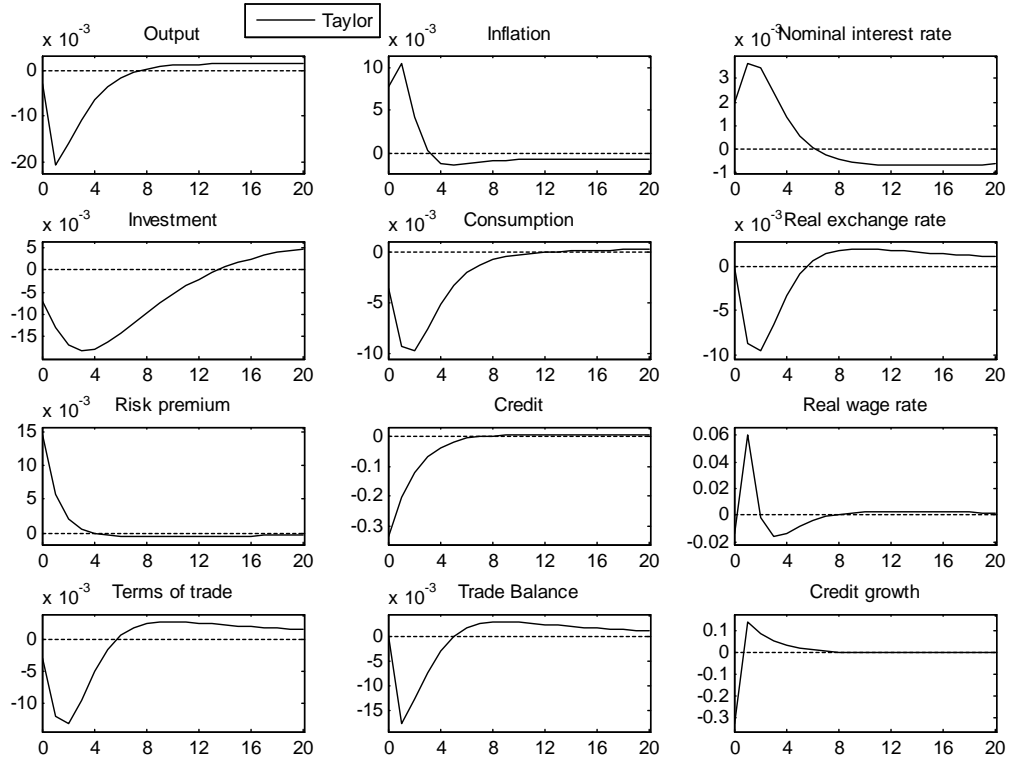 Taylor
x 10-3 Output
0
-10
-20
0 4 8 12 16 20
x 10-3 Inflation
10
5
0
0 4 8 12 16 20
x 10-3 Nominal interest rate
3
2
1
0
-1
0 4 8 12 16 20
x 10-3 Investment
5
0
-5
-10
-15
0 4 8 12 16 20
x 10-3 Consumption
0
-5
-10
0 4 8 12 16 20
x 10-3 Real exchange rate
0
-5
-10
0 4 8 12 16 20
x 10-3 Risk premium
15
10
5
0
0 4 8 12 16 20
Credit
0
-0.1
-0.2
-0.3
0 4 8 12 16 20
Real wage rate
0.06
0.04
0.02
0
-0.02
0 4 8 12 16 20
x 10-3 Terms of trade
0
-5
-10
0 4 8 12 16 20
x 10-3 Trade Balance
0
-5
-10
-15
0 4 8 12 16 20
Credit growth
0.1
0
-0.1
-0.2
-0.3
0 4 8 12 16 20